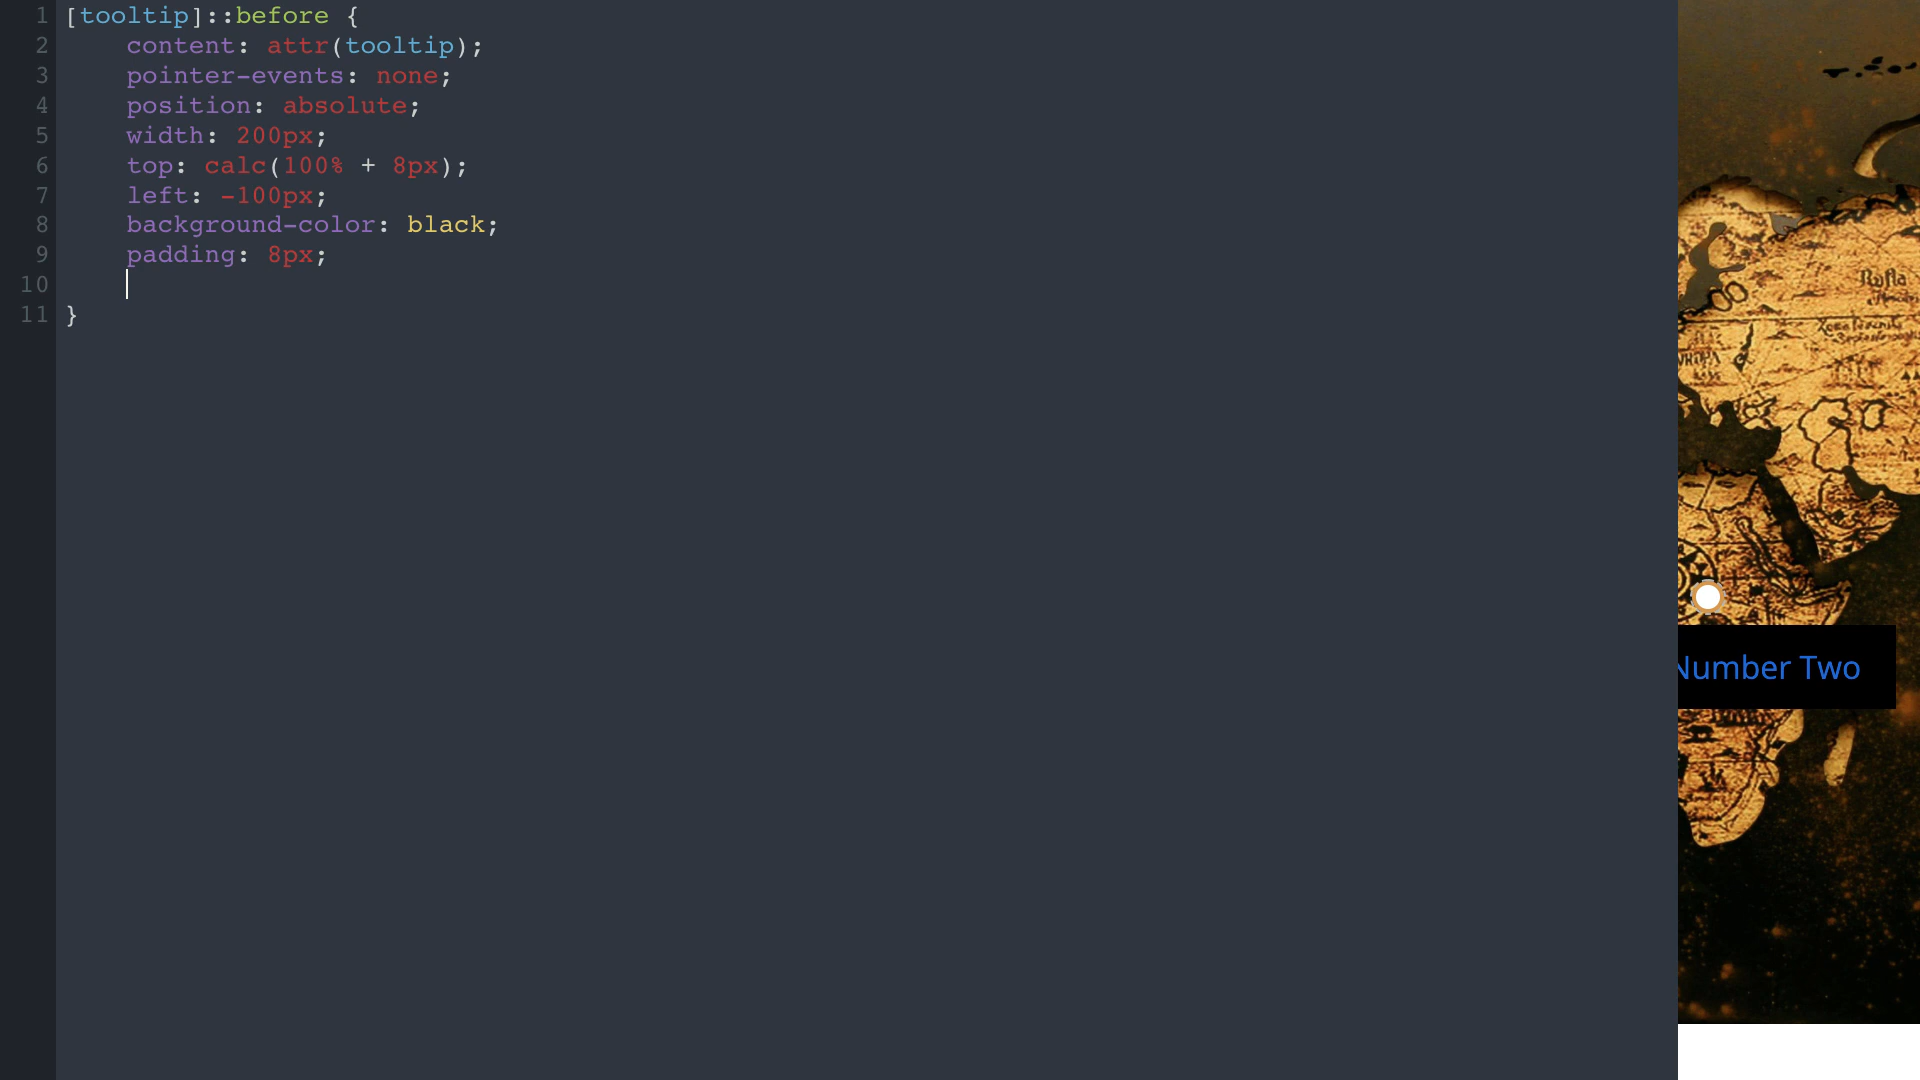 1 [tooltip]::before {
2 content: attr(tooltip);
3 pointer-events: none;
4 position: absolute;
5 width: 200px;
6 top: calc(100% + 8px);
7 left: -100px;
8 background-color: black;
9 padding: 8px;
10
11 }
Number Two